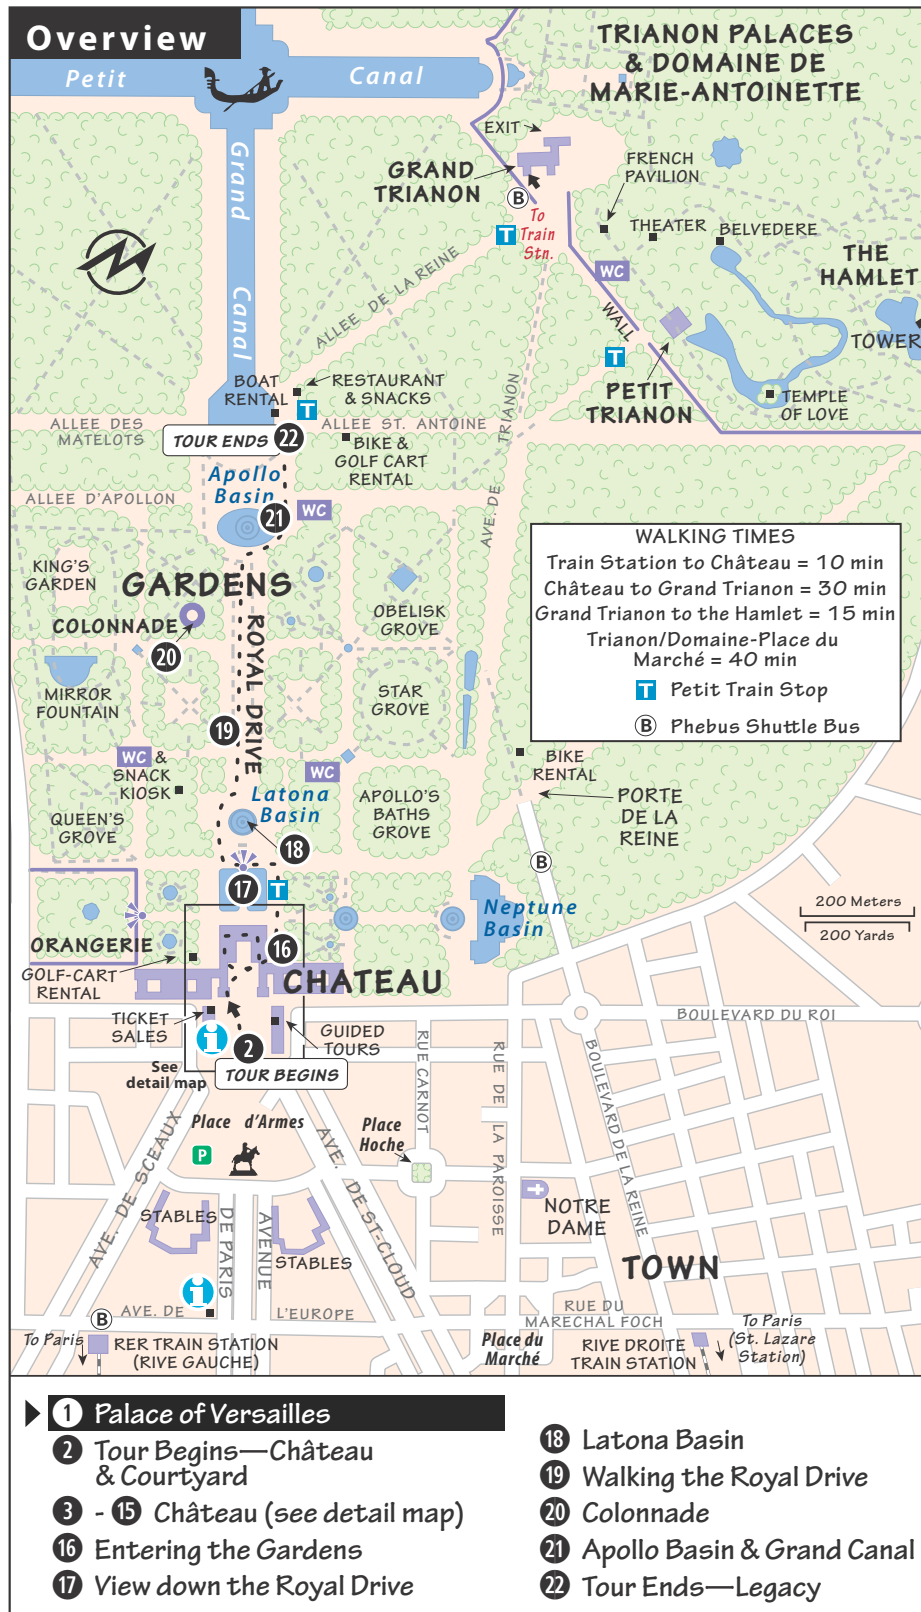 Overview
Petit
Canal
TRIANON PALACES
& DOMAINE DE
MARIE-ANTOINETTE
EXIT
GRAND
TRIANON
B
FRENCH
PAVILION
Grand
Canal
To
Train
Stn.
T
THEATER
BELVEDERE
THE
HAMLET
WC
ALLEE DE LA REINE
WALL
TOWER
T
BOAT
RENTAL
RESTAURANT
& SNACKS
T
PETIT
TRIANON
TEMPLE
OF LOVE
ALLEE DES
MATELOTS
TOUR ENDS
22
ALLEE ST. ANTOINE
BIKE &
GOLF CART
RENTAL
AVE. DE TRIANON
Apollo
Basin
ALLEE D'APOLLON
21
WC
WALKING TIMES
Train Station to Château = 10 min
Château to Grand Trianon = 30 min
Grand Trianon to the Hamlet = 15 min
Trianon/Domaine-Place du
Marché = 40 min
T Petit Train Stop
B Phebus Shuttle Bus
KING'S
GARDEN
GARDENS
COLONNADE
20
OBELISK
GROVE
ROYAL DRIVE
MIRROR
FOUNTAIN
STAR
GROVE
19
WC &
SNACK
KIOSK
WC
BIKE
RENTAL
Latona
Basin
QUEEN'S
GROVE
APOLLO'S
BATHS
GROVE
PORTE
DE LA
REINE
18
B
17
T
Neptune
Basin
200 Meters
200 Yards
ORANGERIE
16
GOLF-CART
RENTAL
CHATEAU
TICKET
SALES
i
2
GUIDED
TOURS
BOULEVARD DU ROI
See
detail map
TOUR BEGINS
RUE CARNOT
RUE DE LA PAROISSE
BOULEVARD DE LA REINE
Place d'Armes
Place
Hoche
P
AVE. DE SCEAUX
AVE. DE ST-CLOUD
STABLES
AVENUE
DE PARIS
STABLES
NOTRE
DAME
TOWN
i
AVE. DE L'EUROPE
B
RUE DU
MARECHAL FOCH
To Paris
RER TRAIN STATION
(RIVE GAUCHE)
Place du
Marché
RIVE DROITE
TRAIN STATION
To Paris
(St. Lazare
Station)
1 Palace of Versailles
2 Tour Begins—Château
& Courtyard
3 - 15 Château (see detail map)
16 Entering the Gardens
17 View down the Royal Drive
18 Latona Basin
19 Walking the Royal Drive
20 Colonnade
21 Apollo Basin & Grand Canal
22 Tour Ends—Legacy